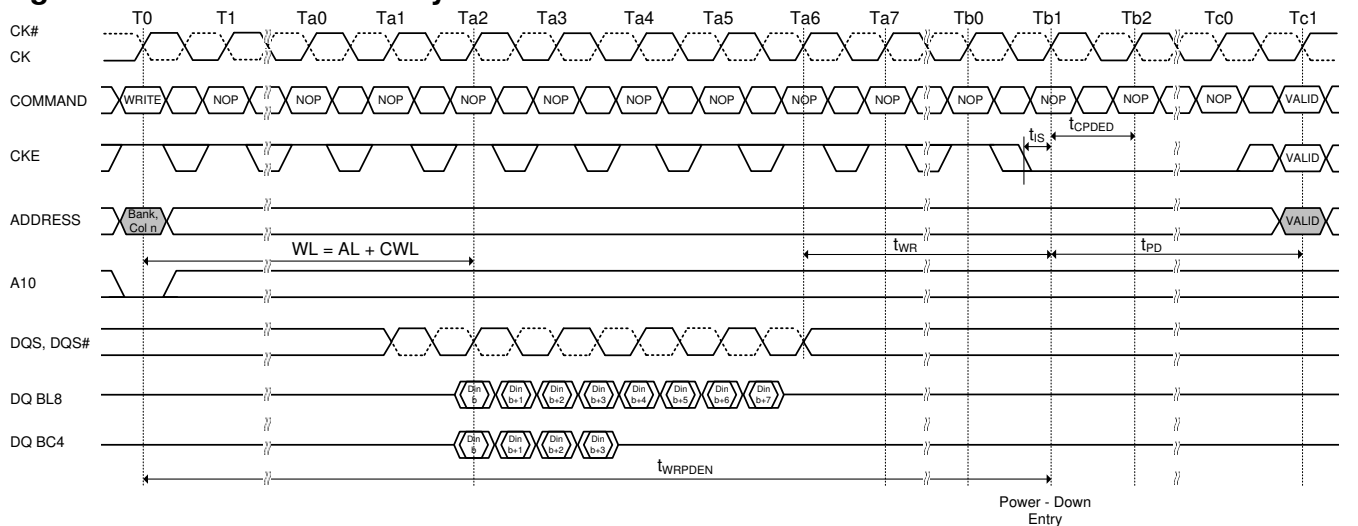 T0 T1 Ta0 Ta1 Ta2 Ta3 Ta4 Ta5 Ta6 Ta7 Tb0 Tb1 Tb2 Tc0 Tc1
CK#
CK
COMMAND WRITE NOP NOP NOP NOP NOP NOP NOP NOP NOP NOP NOP NOP NOP VALID
tIS tCPDED
CKE VALID
ADDRESS Bank, Col n VALID
WL = AL + CWL tWR tPD
A10
DQS, DQS#
DQ BL8 Din b Din b+1 Din b+2 Din b+3 Din b+4 Din b+5 Din b+6 Din b+7
DQ BC4 Din b Din b+1 Din b+2 Din b+3
tWRPDEN
Power - Down
Entry